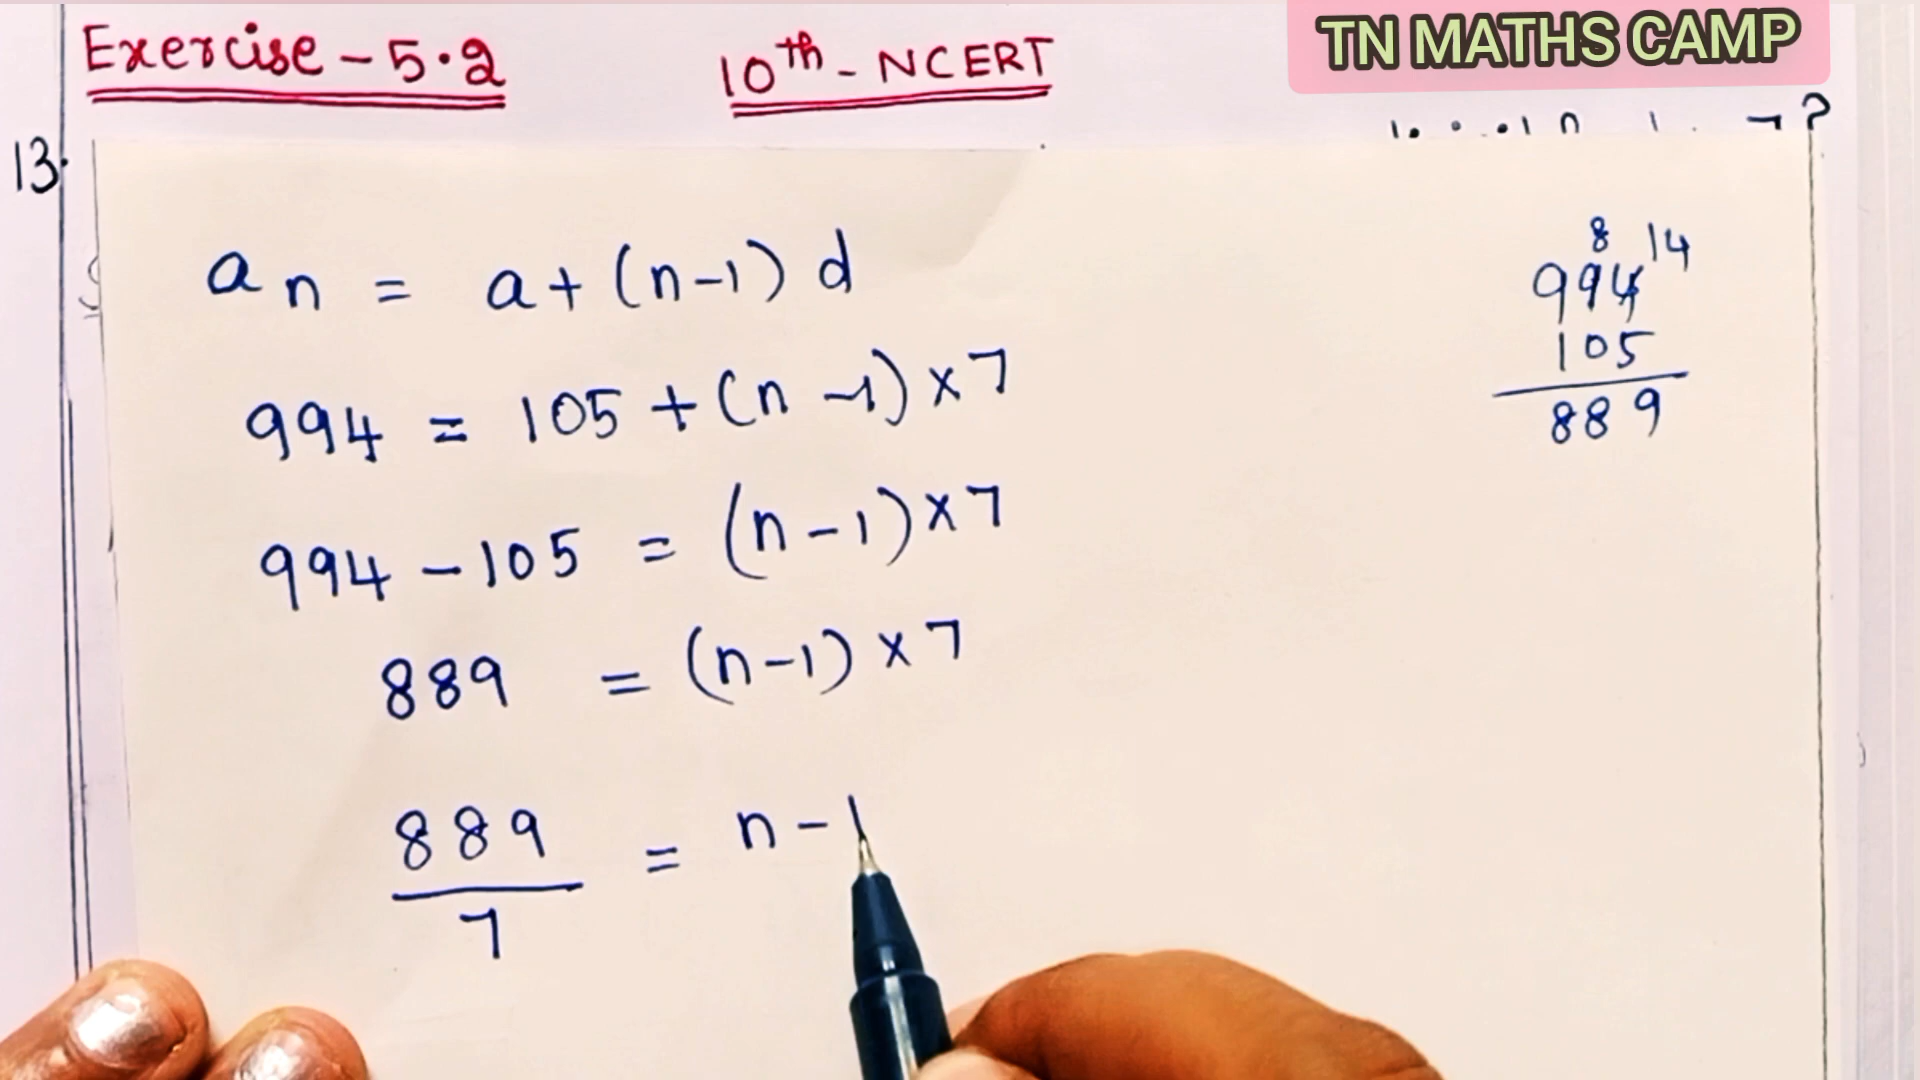 Exercise - 5.2
10th - NCERT
TN MATHS CAMP
13.
an = a + (n-1) d
994 = 105 + (n-1) × 7
994 - 105 = (n-1) × 7
889 = (n-1) × 7
889
7
= n - 1
8 14
994
105
889